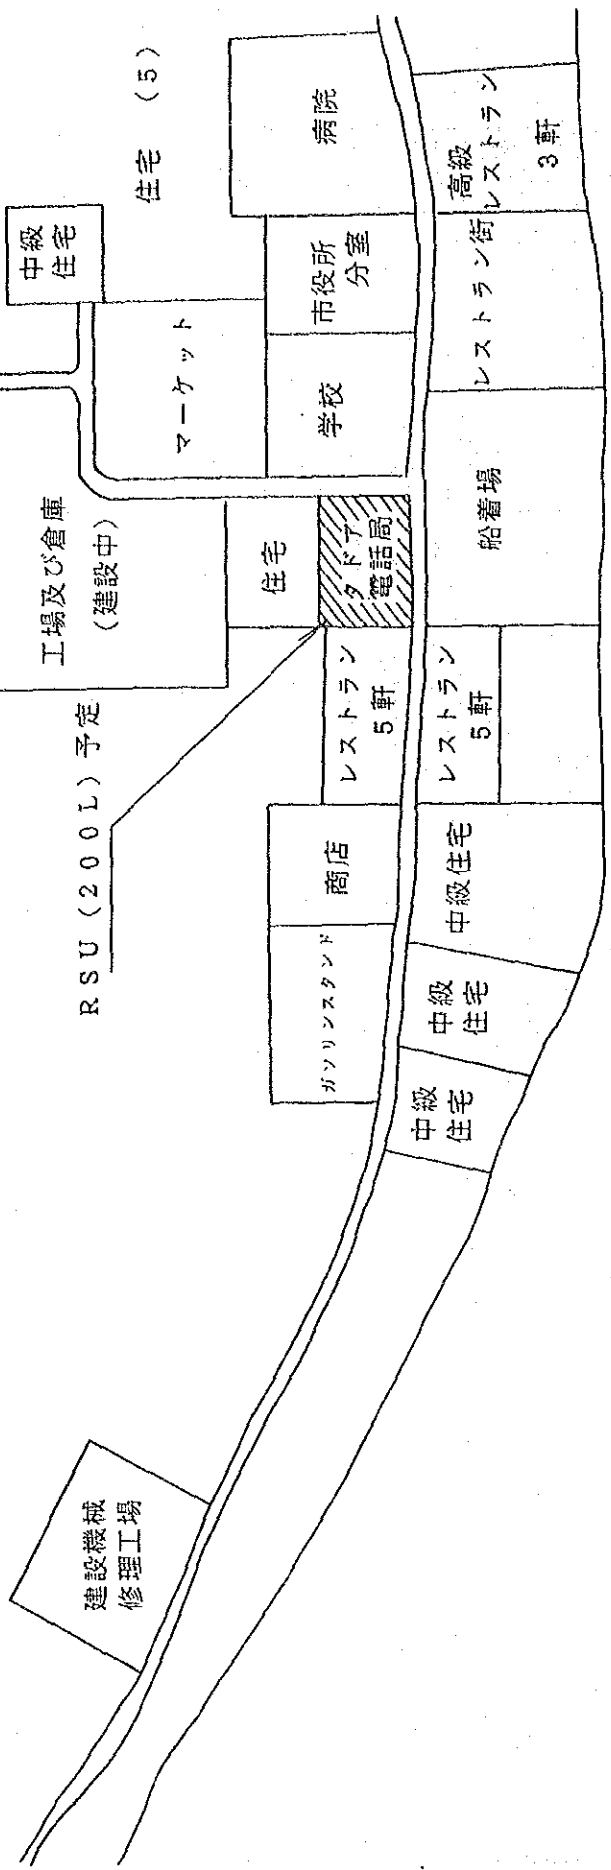 建設機械
修理工場
RSU(200L)予定
工場及び倉庫
(建設中)
中級
住宅
住宅 (5)
マーケット
ガソリンスタンド
商店
レストラン
5軒
住宅
タドア
電話局
学校
市役所
分室
病院
中級
住宅
中級
住宅
中級住宅
レストラン
5軒
船着場
レストラン街
高級
レストラン
3軒